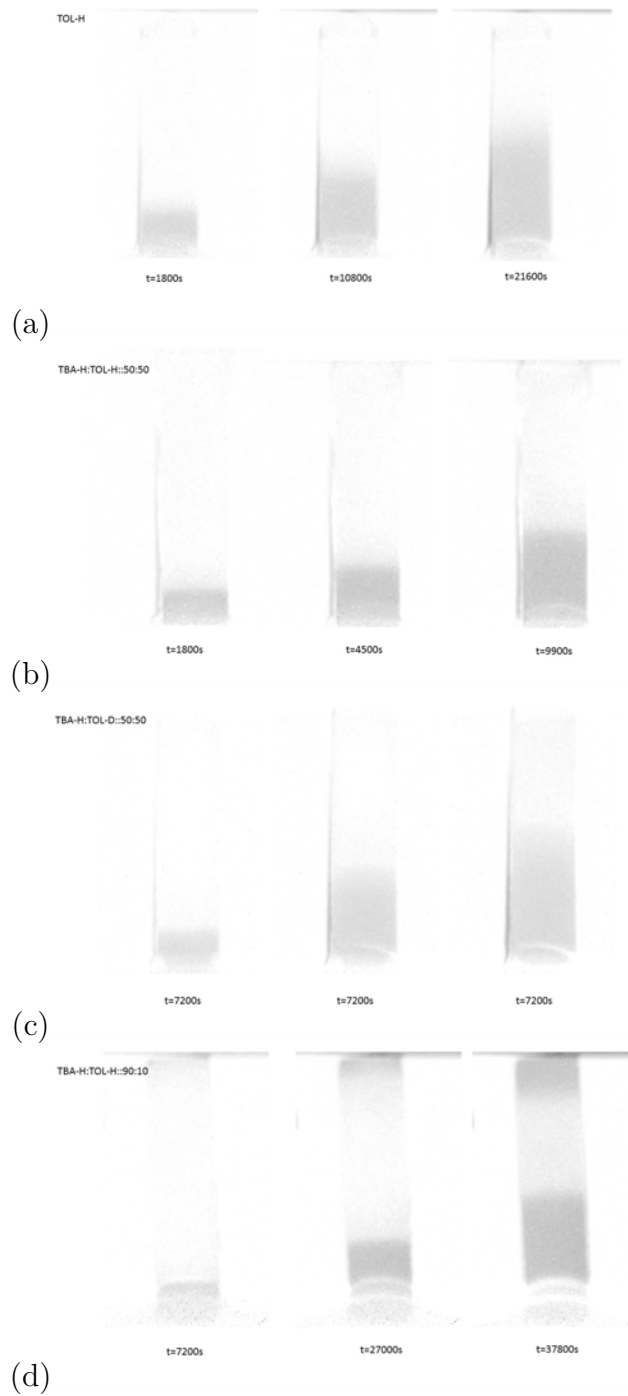 TOL-H
t=1800s t=10800s t=21600s
(a)
TBA-H:TOL-H::50:50
t=1800s t=4500s t=9900s
(b)
TBA-H:TOL-D::50:50
t=7200s t=7200s t=7200s
(c)
TBA-H:TOL-H::90:10
t=7200s t=27000s t=37800s
(d)